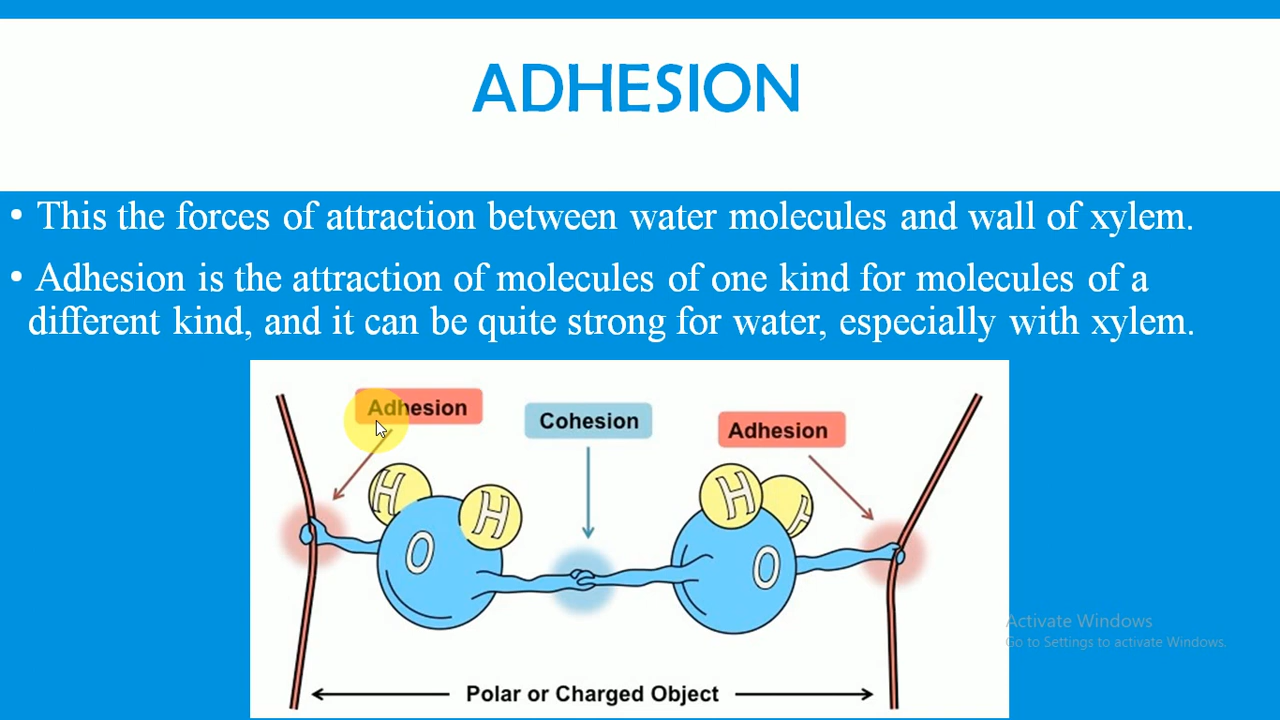 ADHESION
• This the forces of attraction between water molecules and wall of xylem.
• Adhesion is the attraction of molecules of one kind for molecules of a
different kind, and it can be quite strong for water, especially with xylem.
Adhesion
Cohesion
Adhesion
H
H
O
H
H
O
Activate Windows
Go to Settings to activate Windows.
Polar or Charged Object